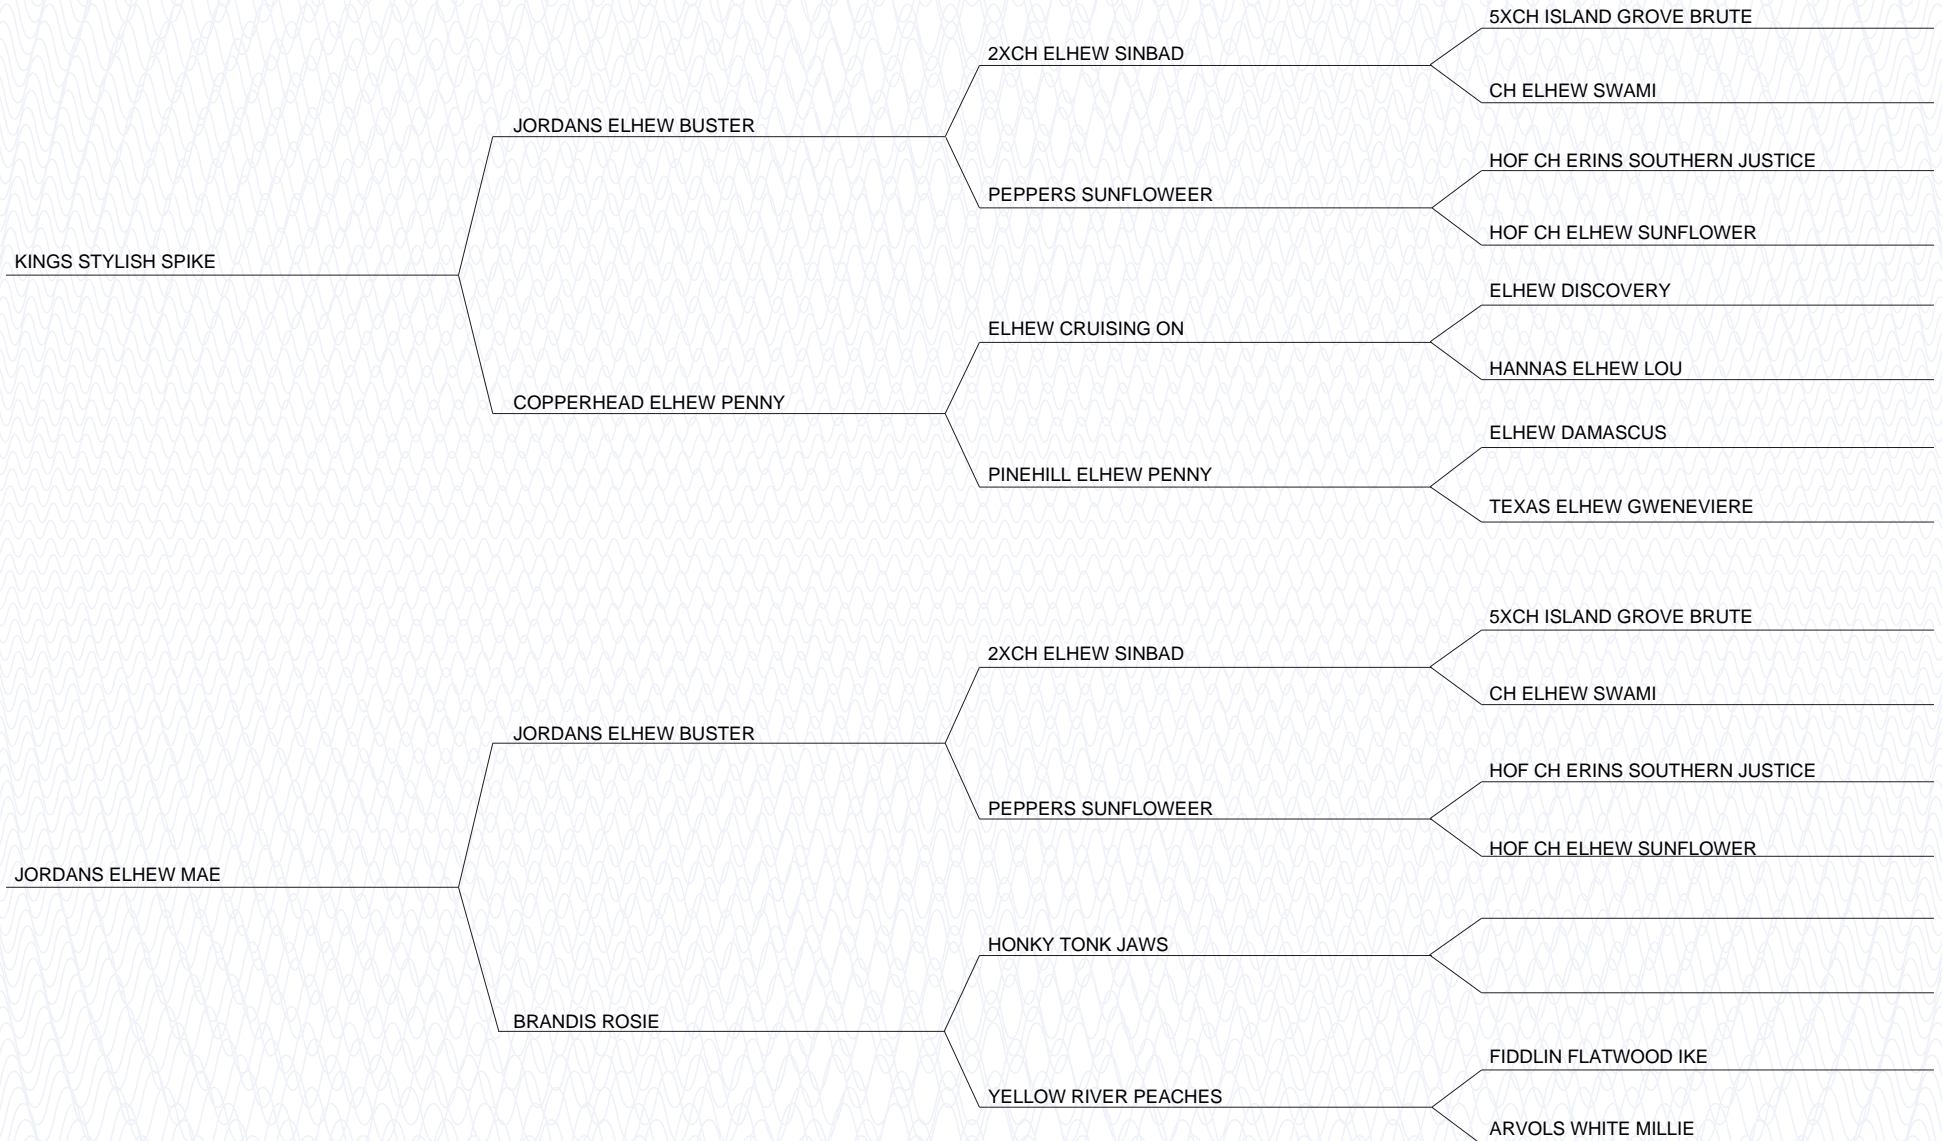 5XCH ISLAND GROVE BRUTE
2XCH ELHEW SINBAD
CH ELHEW SWAMI
JORDANS ELHEW BUSTER
HOF CH ERINS SOUTHERN JUSTICE
PEPPERS SUNFLOWEER
HOF CH ELHEW SUNFLOWER
KINGS STYLISH SPIKE
ELHEW DISCOVERY
ELHEW CRUISING ON
HANNAS ELHEW LOU
COPPERHEAD ELHEW PENNY
ELHEW DAMASCUS
PINEHILL ELHEW PENNY
TEXAS ELHEW GWENEVIERE
5XCH ISLAND GROVE BRUTE
2XCH ELHEW SINBAD
CH ELHEW SWAMI
JORDANS ELHEW BUSTER
HOF CH ERINS SOUTHERN JUSTICE
PEPPERS SUNFLOWEER
HOF CH ELHEW SUNFLOWER
JORDANS ELHEW MAE
HONKY TONK JAWS
BRANDIS ROSIE
FIDDLIN FLATWOOD IKE
YELLOW RIVER PEACHES
ARVOLS WHITE MILLIE